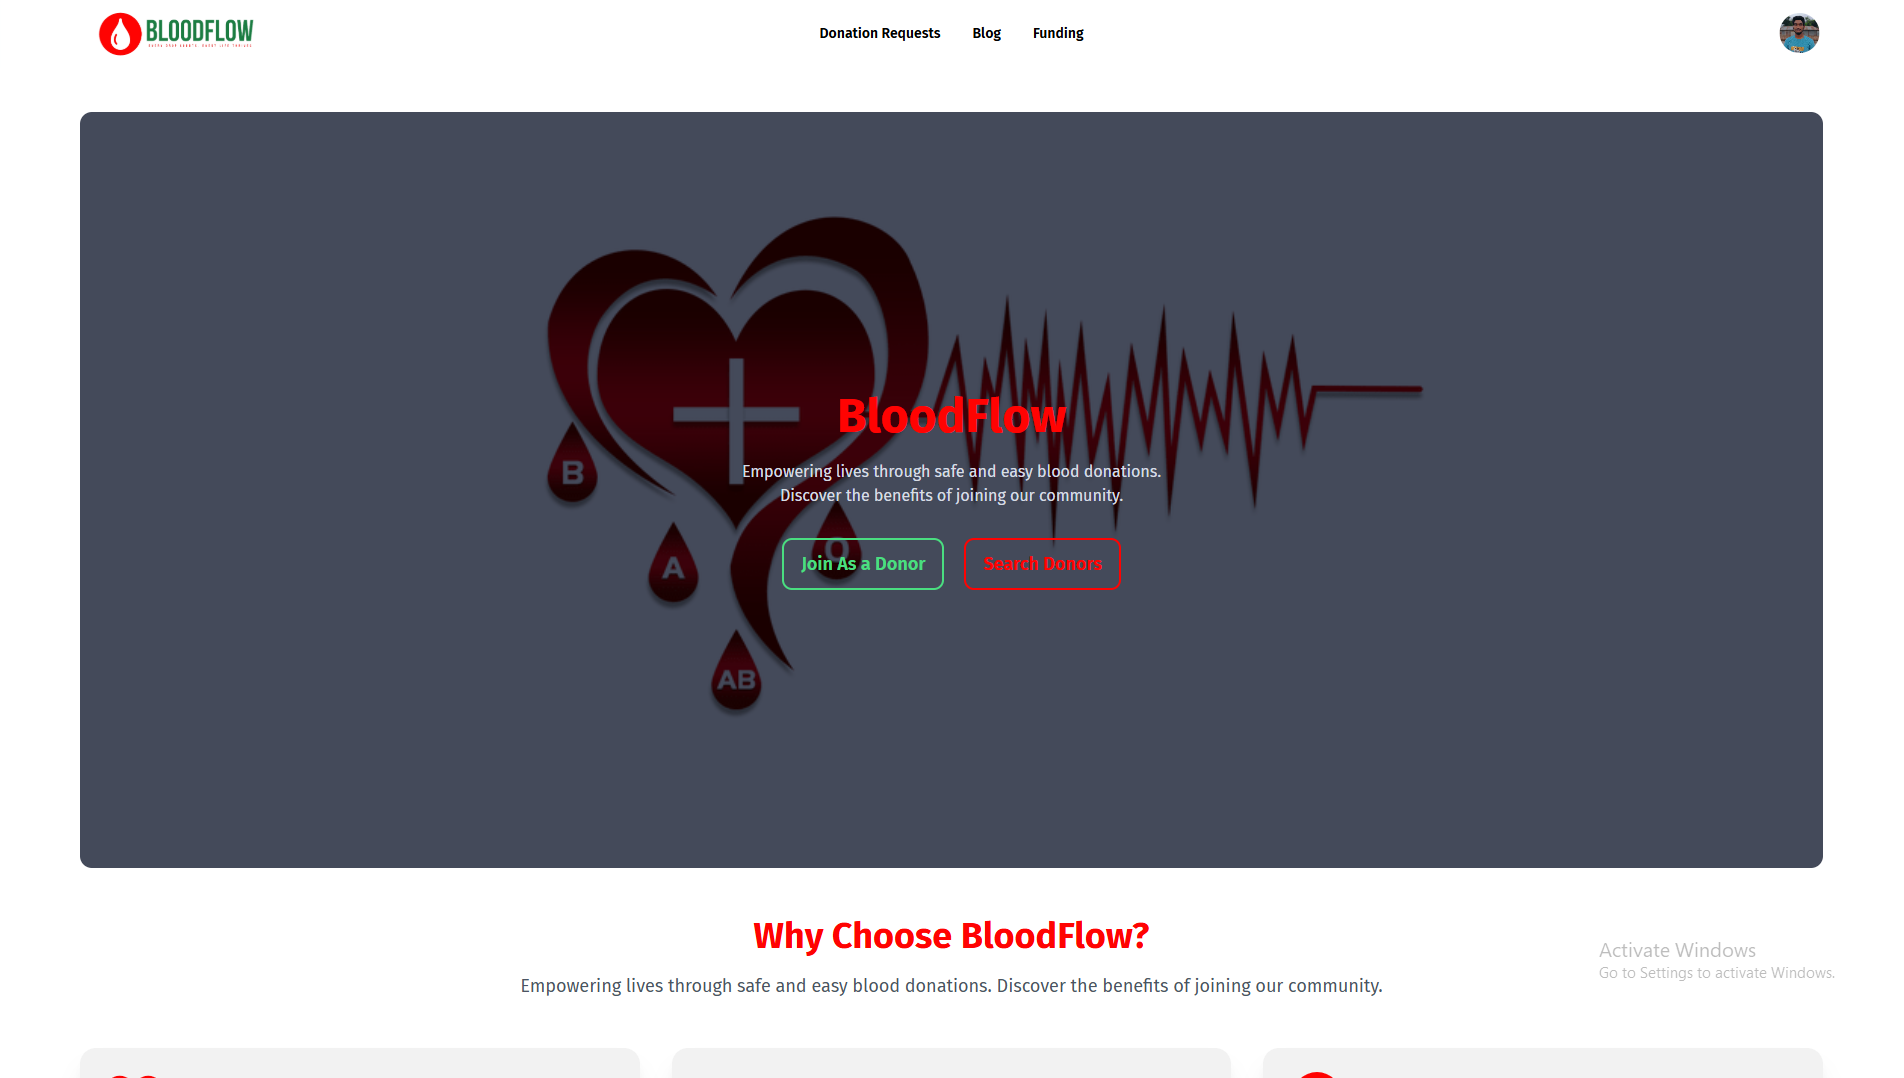 BLOODFLOW
Donation Requests
Blog
Funding
BloodFlow
Empowering lives through safe and easy blood donations.
Discover the benefits of joining our community.
B
A
O
AB
Join As a Donor
Search Donors
Why Choose BloodFlow?
Empowering lives through safe and easy blood donations. Discover the benefits of joining our community.
Activate Windows
Go to Settings to activate Windows.